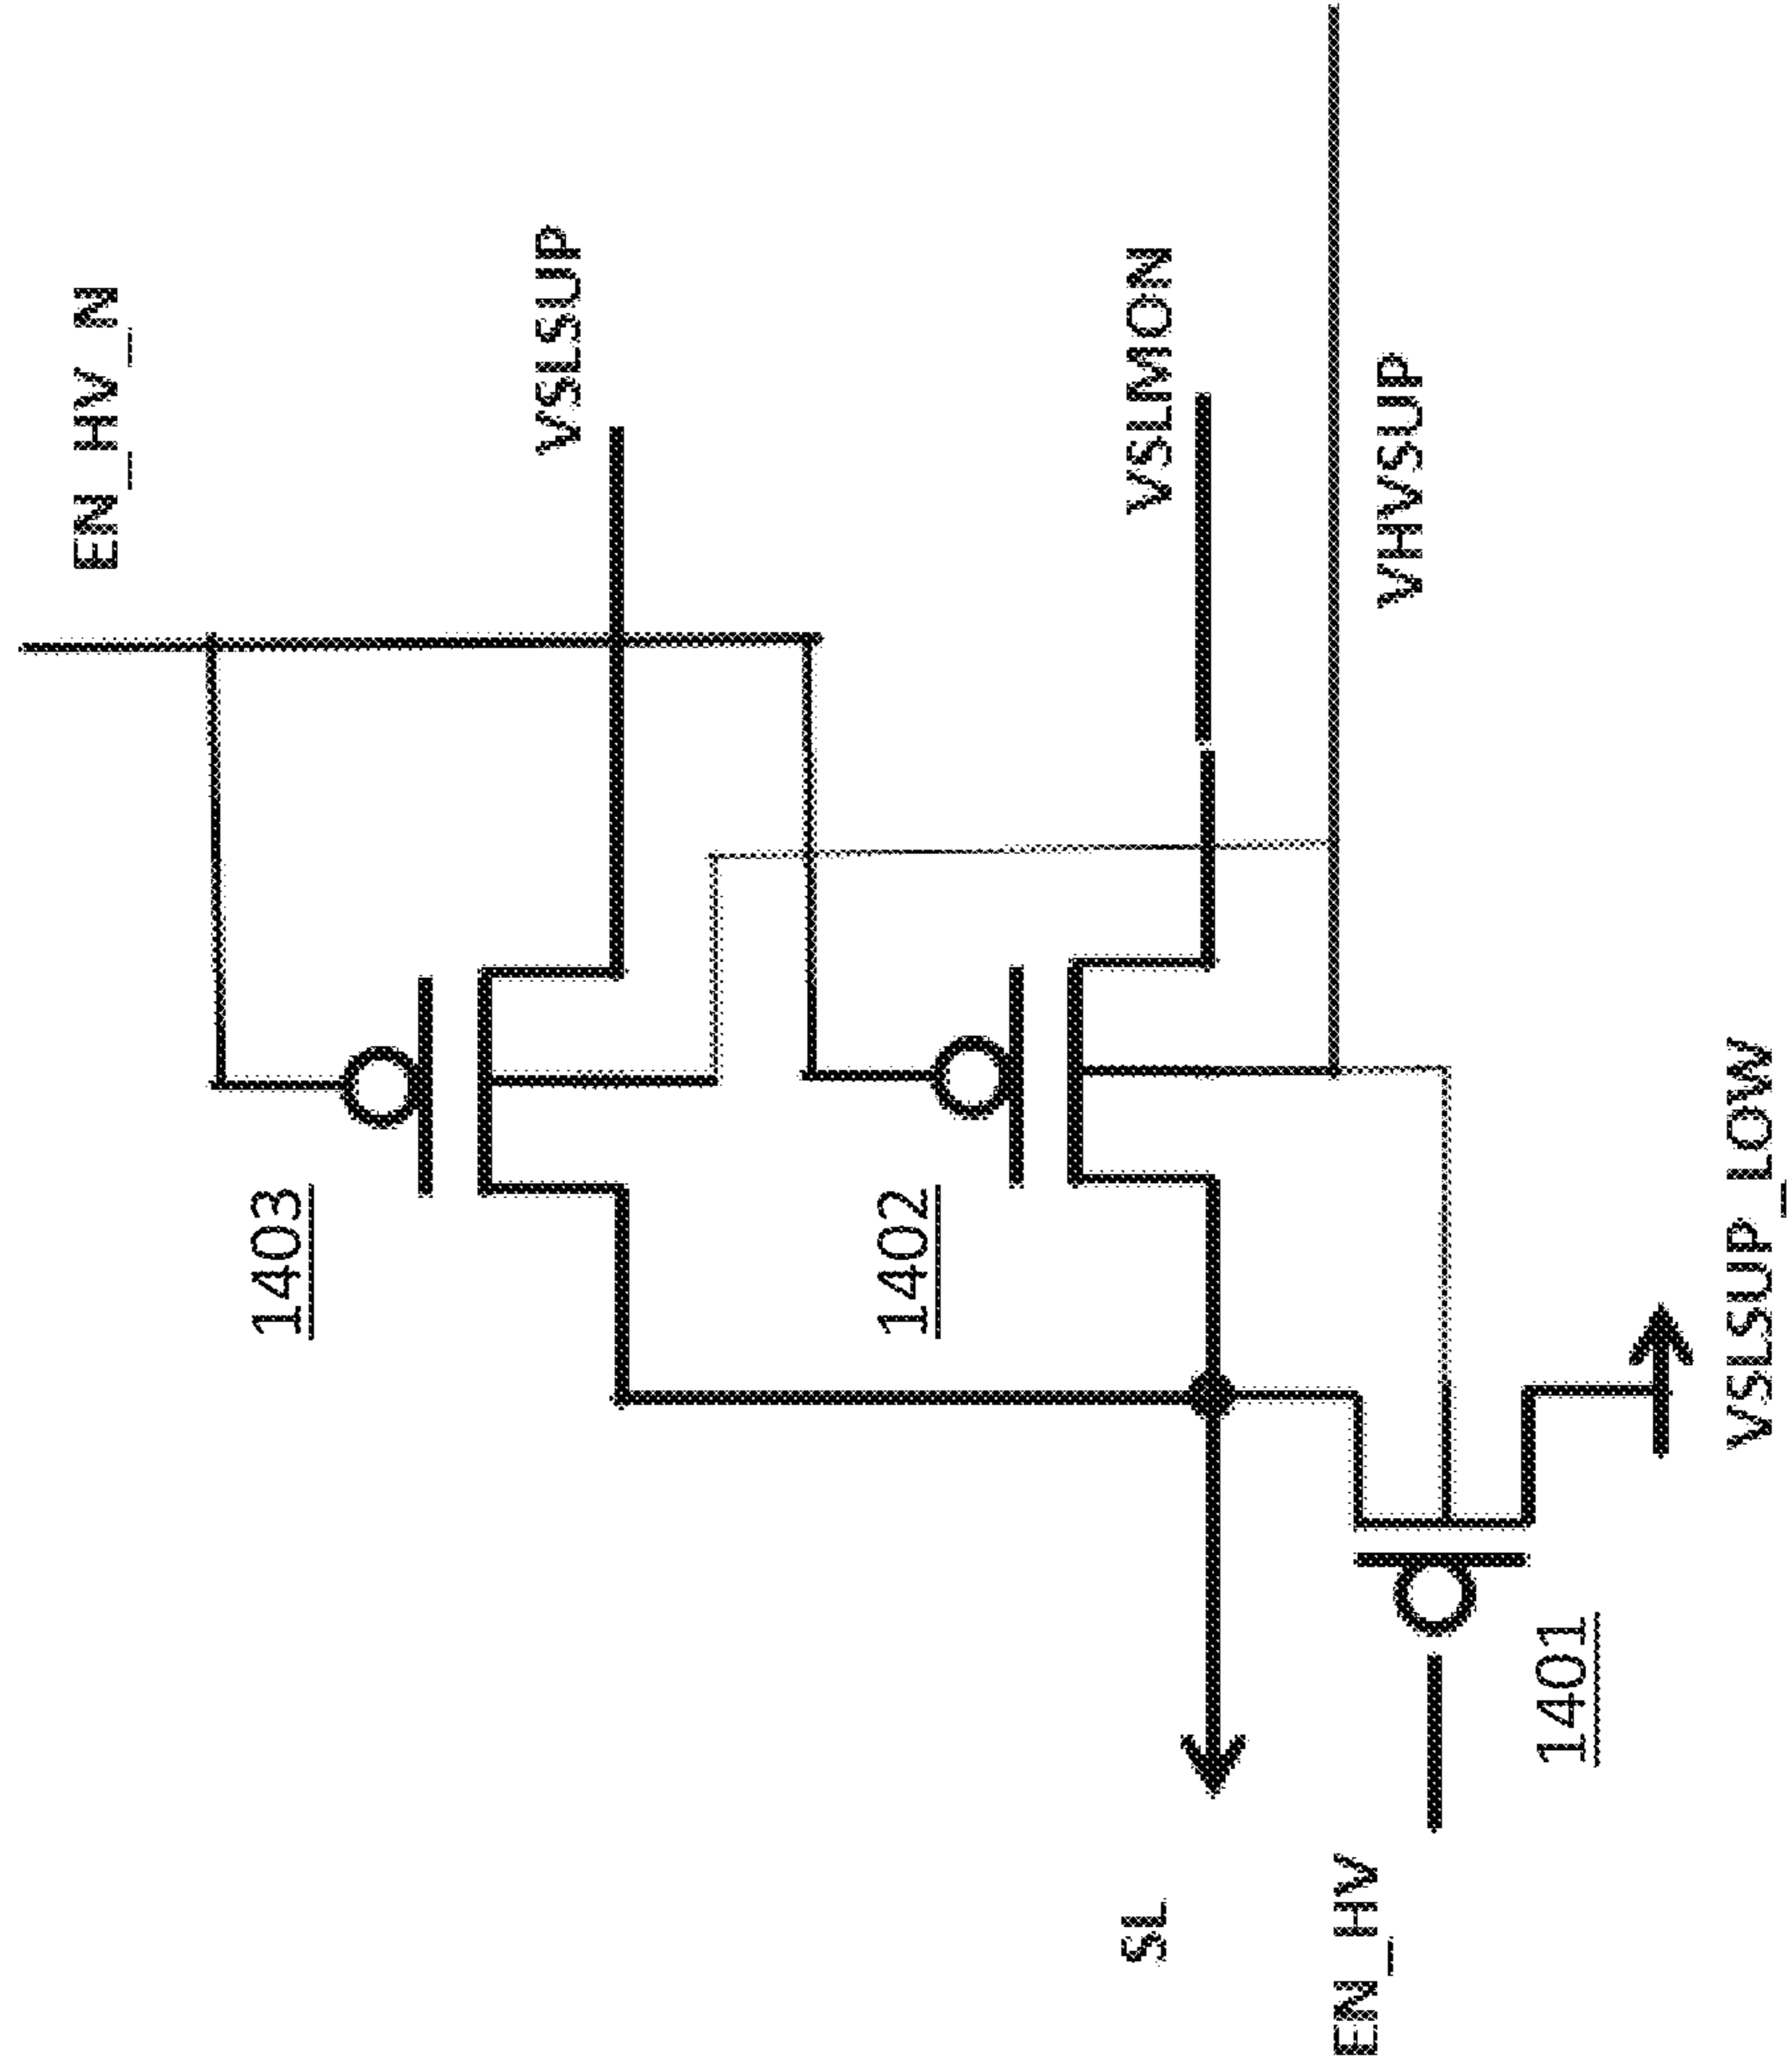 EN_HV_N
VSLSUP
VSLMON
VHVSUP
1403
1402
VSLSUP_LOW
1401
SL
EN_HV